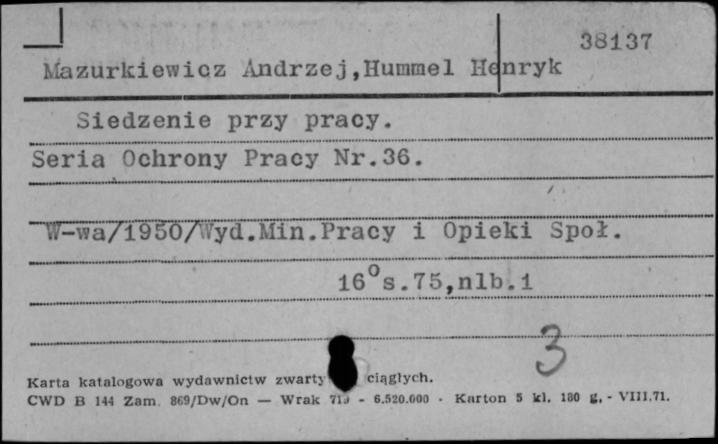 38137
Mazurkiewicz Andrzej,Hummel Henryk
Siedzenie przy pracy.
Seria Ochrony Pracy Nr.36.
W-wa/1950/Wyd.Min.Pracy i Opieki Społ.
16°s.75,nlb.1
3
Karta katalogowa wydawnictw ciągłych.
CWD B 144 Zam. 869/Dw/On — Wrak - 6.520.000 - Karton 5 kl. 180 g. - VIII.71.